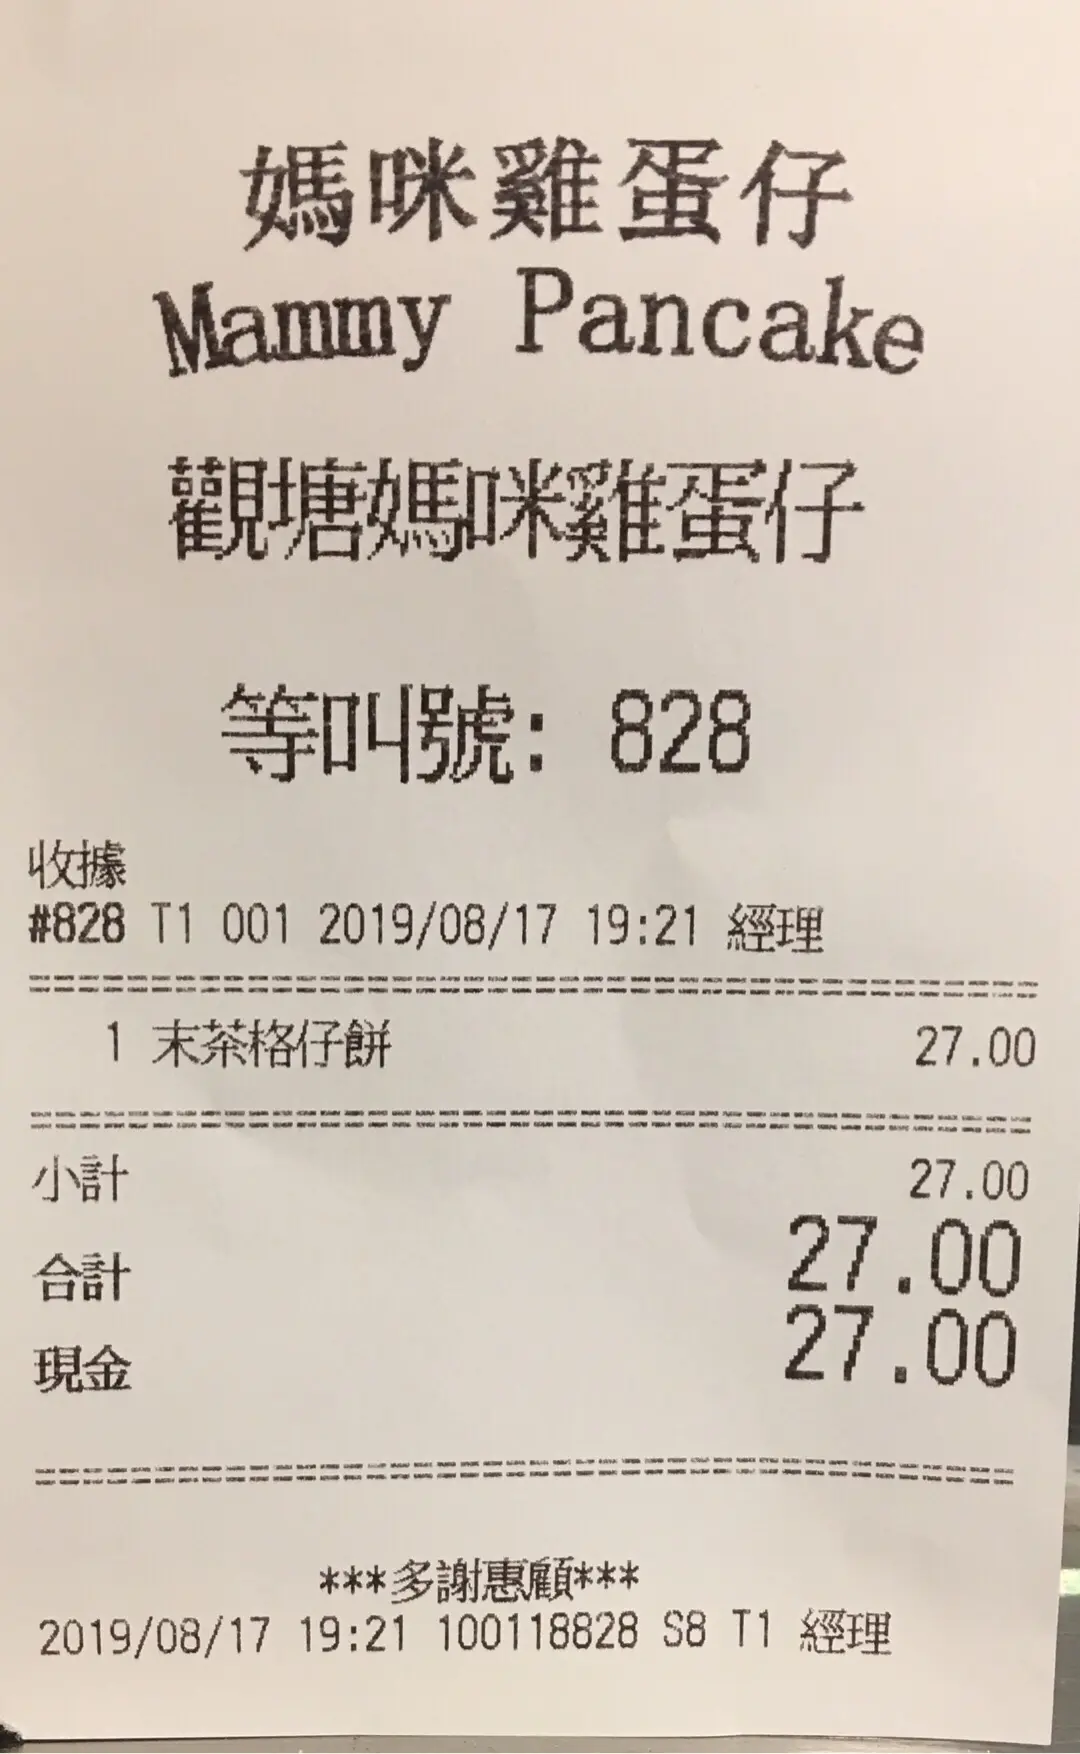 媽咪雞蛋仔
Mammy Pancake
觀塘媽咪雞蛋仔
等叫號: 828
收據
#828 T1 001 2019/08/17 19:21 經理
1 末茶格仔餅 27.00
小計 27.00
合計 27.00
現金 27.00
***多謝惠顧***
2019/08/17 19:21 100118828 S8 T1 經理